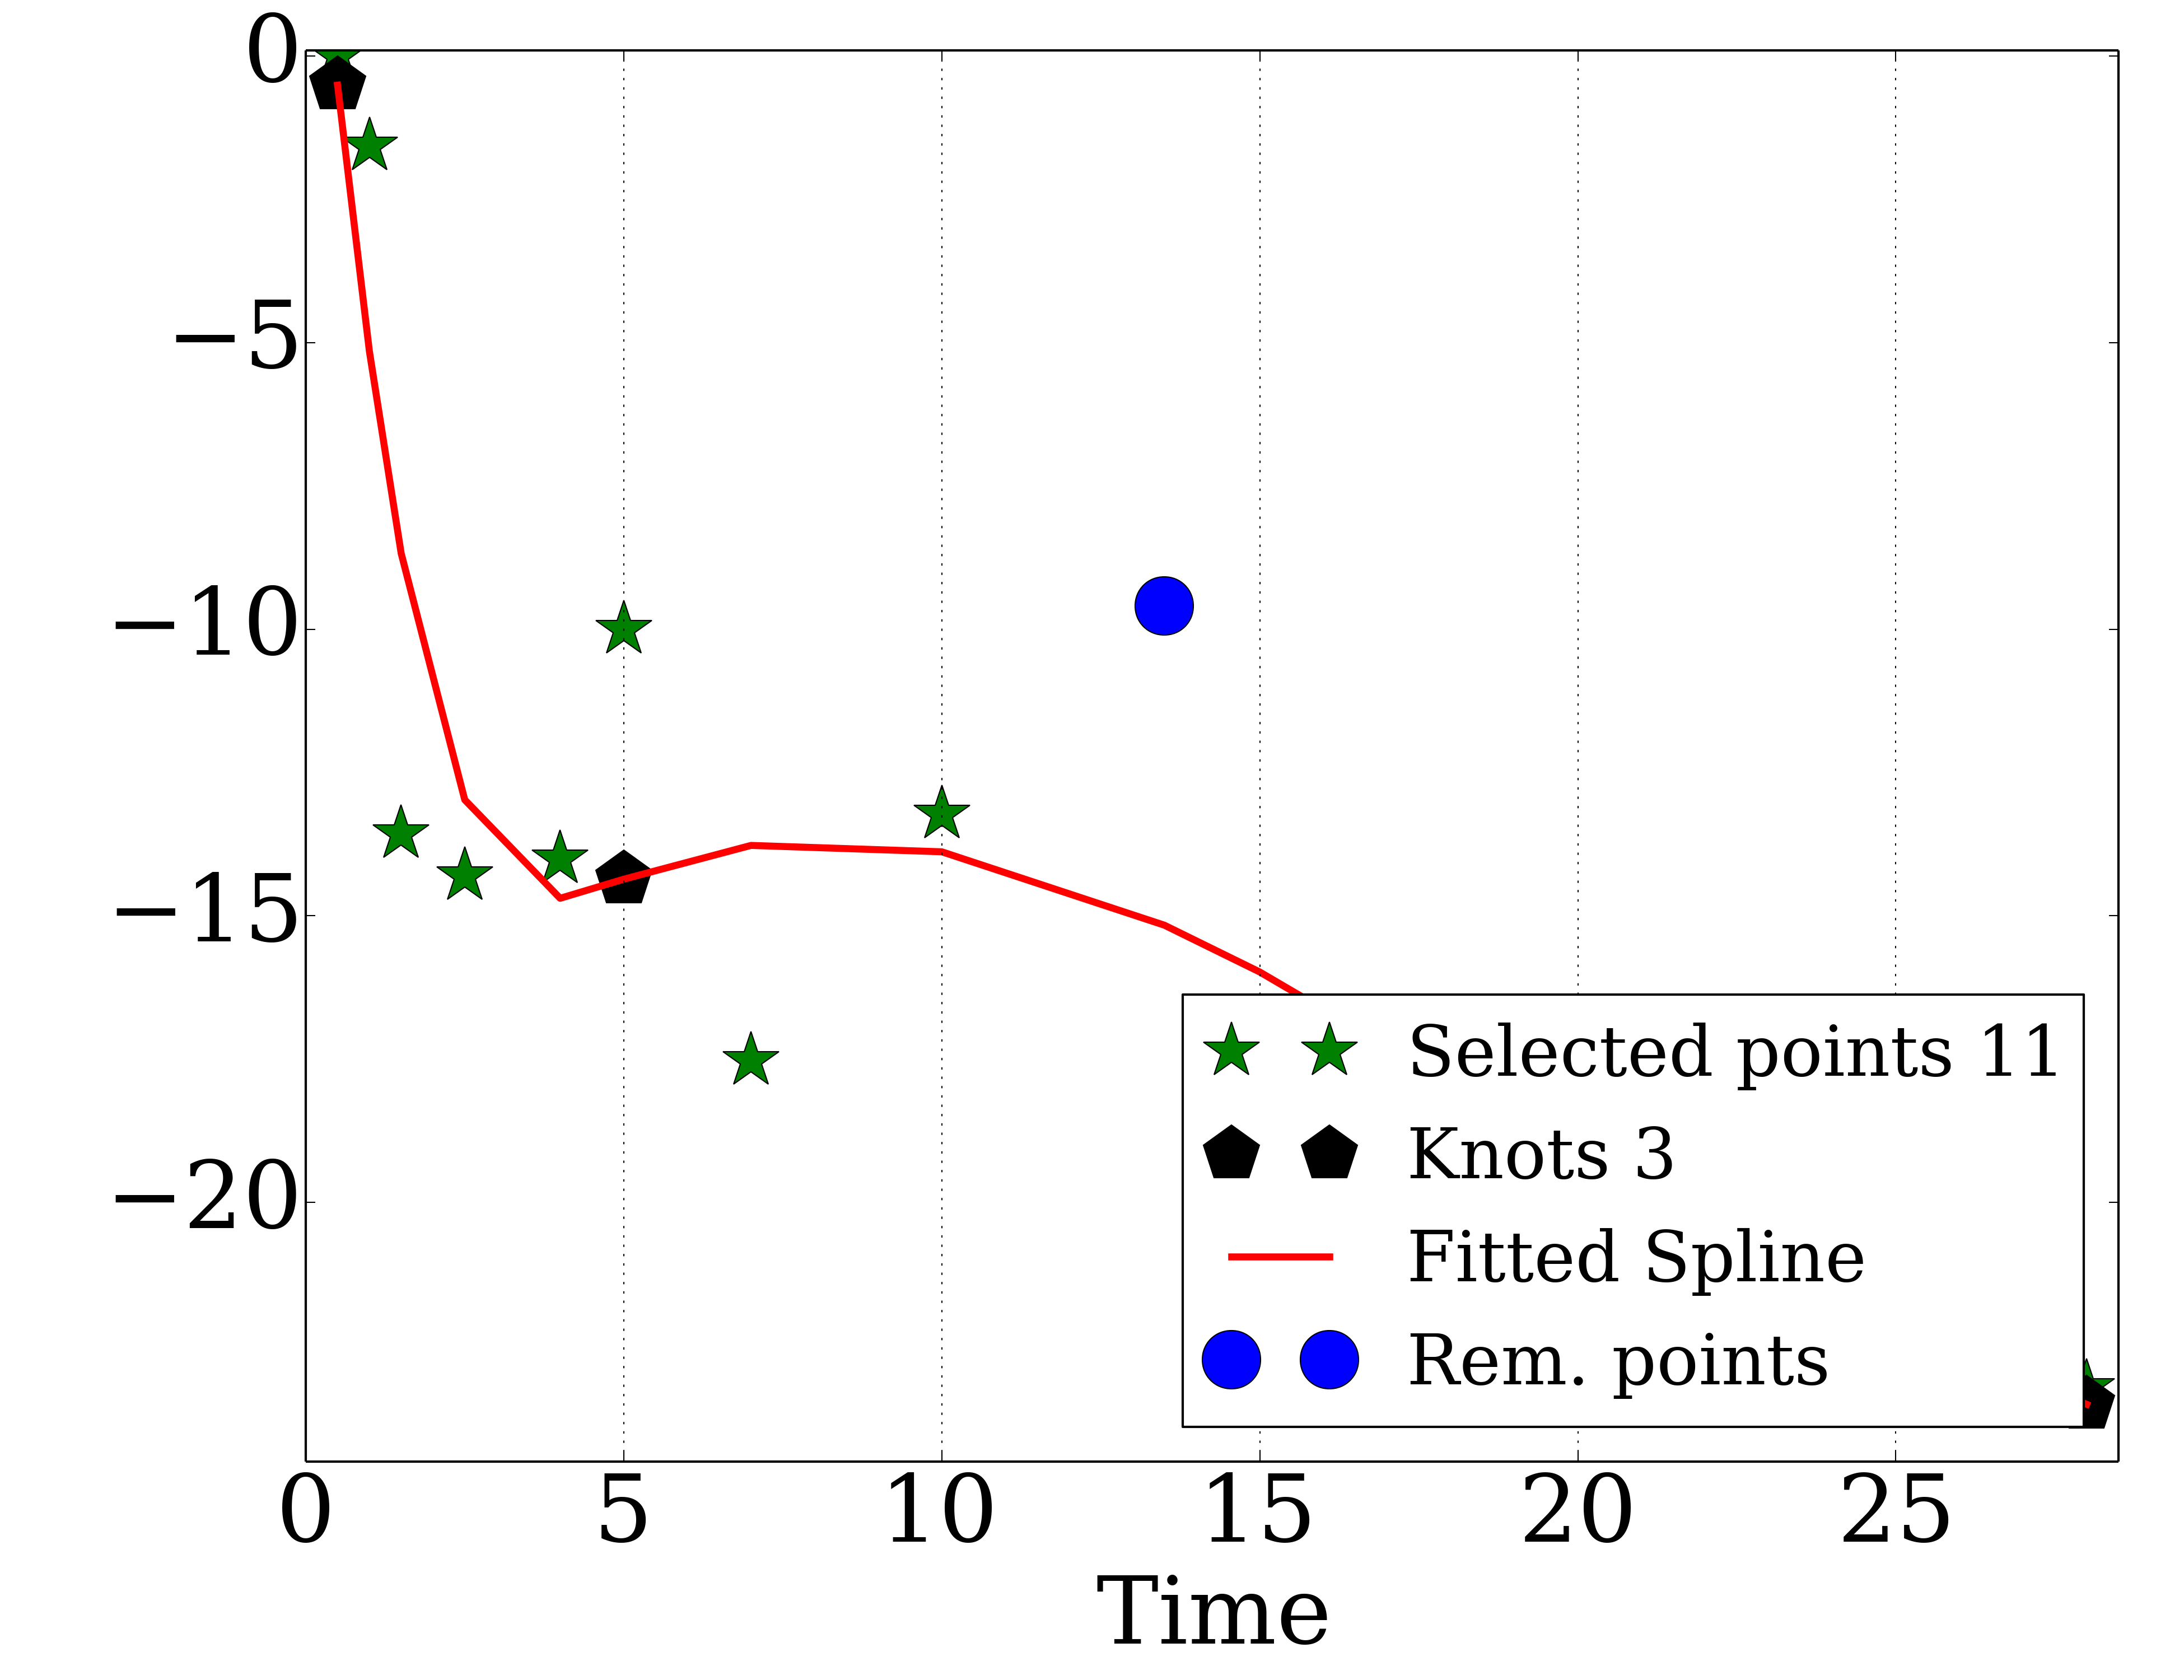 0
−5
−10
−15
−20
Selected points 11
Knots 3
Fitted Spline
Rem. points
0 5 10 15 20 25
Time